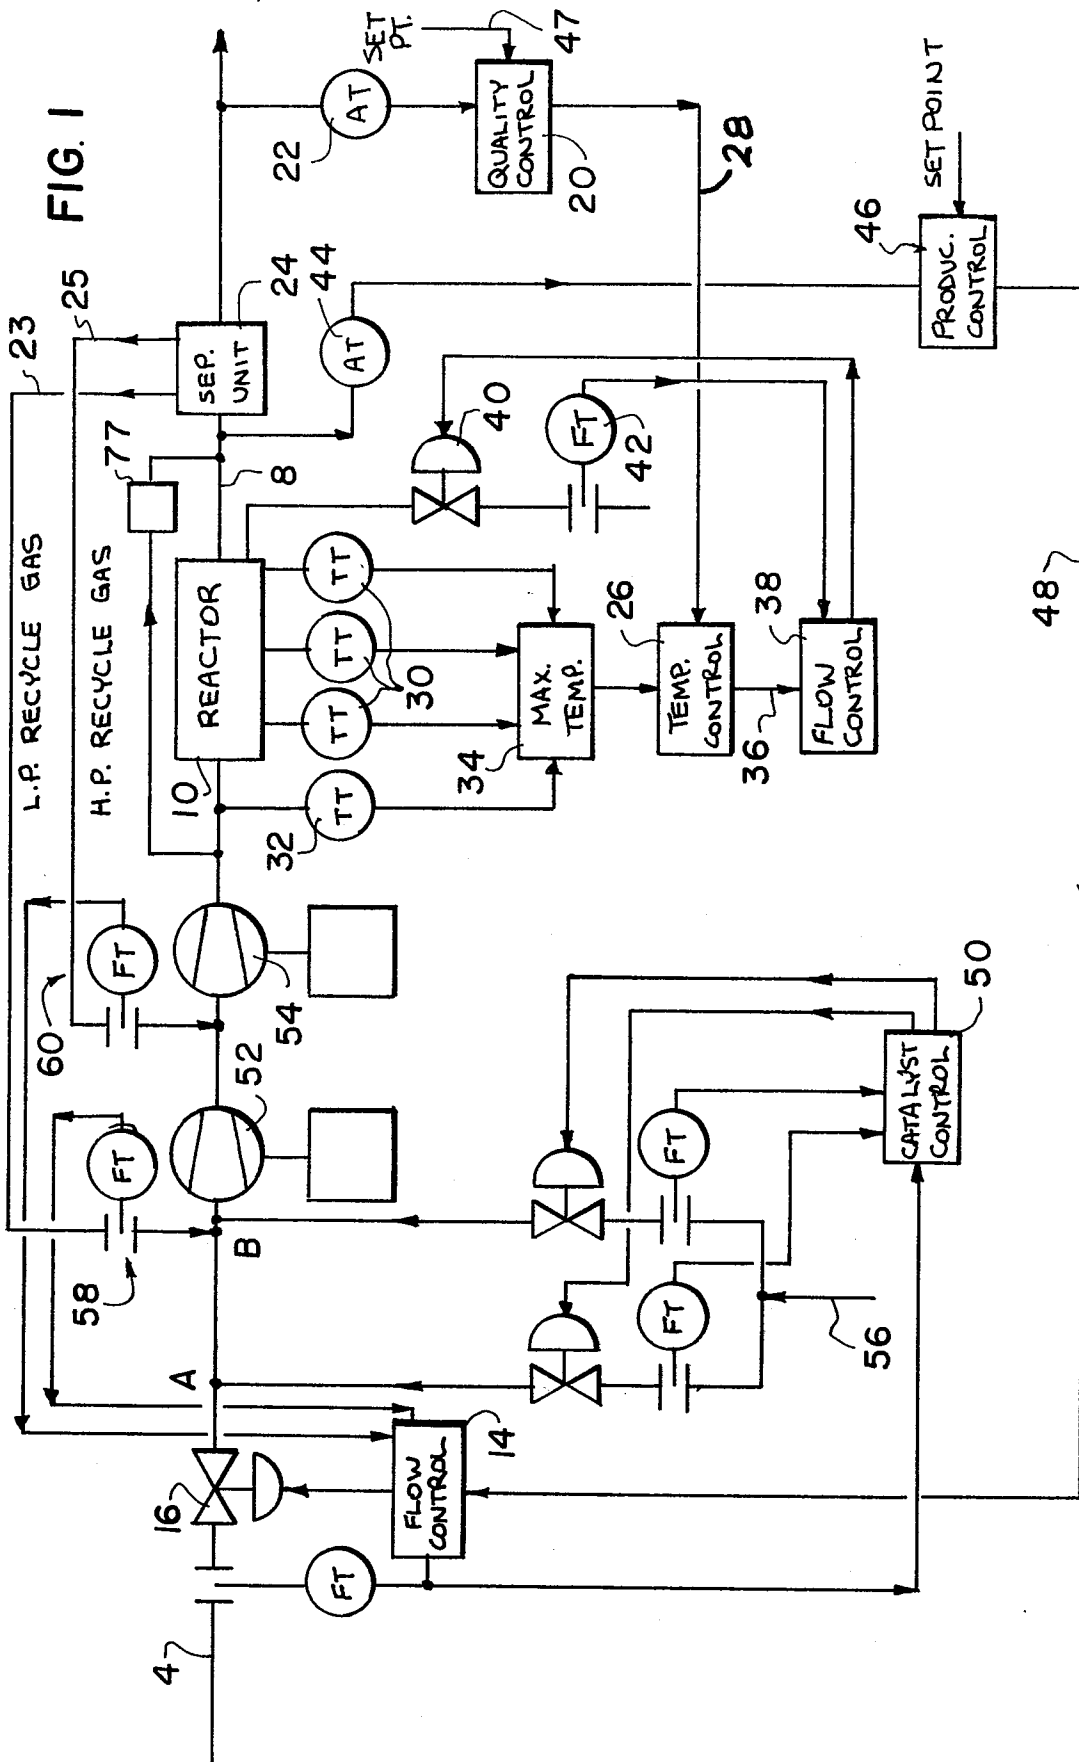 FIG. 1
4
16
FT
FLOW
CONTROL
14
A
B
58
FT
60
FT
52
54
L.P. RECYCLE GAS
H.P. RECYCLE GAS
23
25
77
10
REACTOR
8
SEP.
UNIT
24
44
AT
22
AT
SET
PT.
47
QUALITY
CONTROL
20
28
32
TT
TT
TT
TT
30
34
MAX.
TEMP.
26
TEMP.
CONTROL
36
38
FLOW
CONTROL
40
FT
42
46
PRODUC.
CONTROL
SET POINT
48
FT
FT
56
CATALYST
CONTROL
50